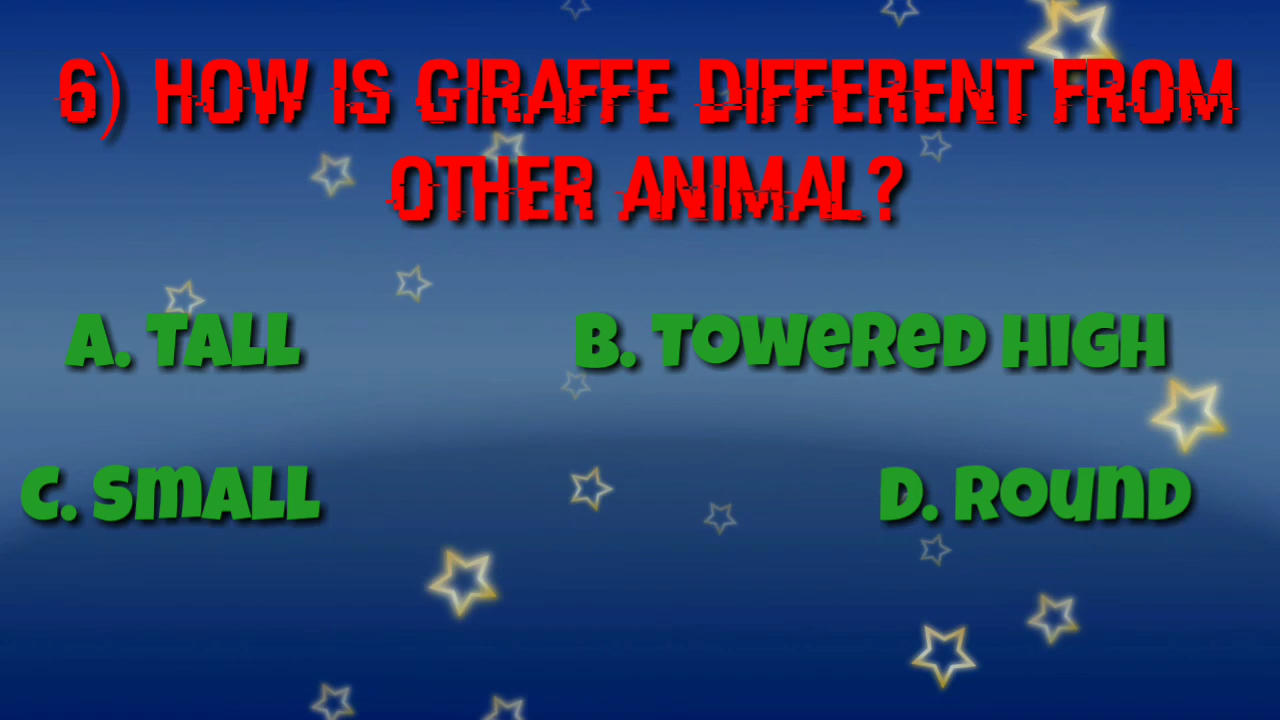 6) HOW IS GIRAFFE DIFFERENT FROM
OTHER ANIMAL?
A. TALL
B. TOWERED HIGH
C. SMALL
D. ROUND